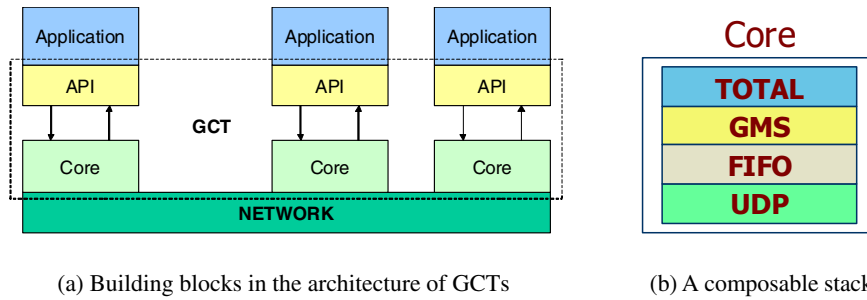 Application Application Application
API API API
GCT
Core Core Core
NETWORK
(a) Building blocks in the architecture of GCTs
Core
TOTAL
GMS
FIFO
UDP
(b) A composable stack